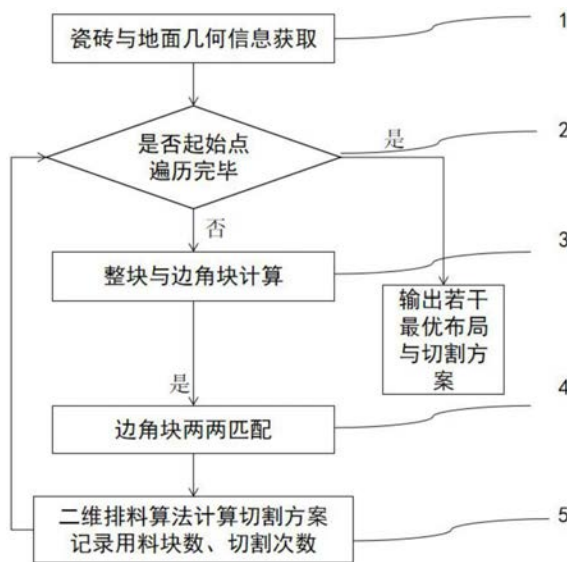 瓷砖与地面几何信息获取
1
是否起始点
遍历完毕
是
2
否
整块与边角块计算
3
输出若干
最优布局
与切割方
案
是
边角块两两匹配
4
二维排料算法计算切割方案
记录用料块数、切割次数
5